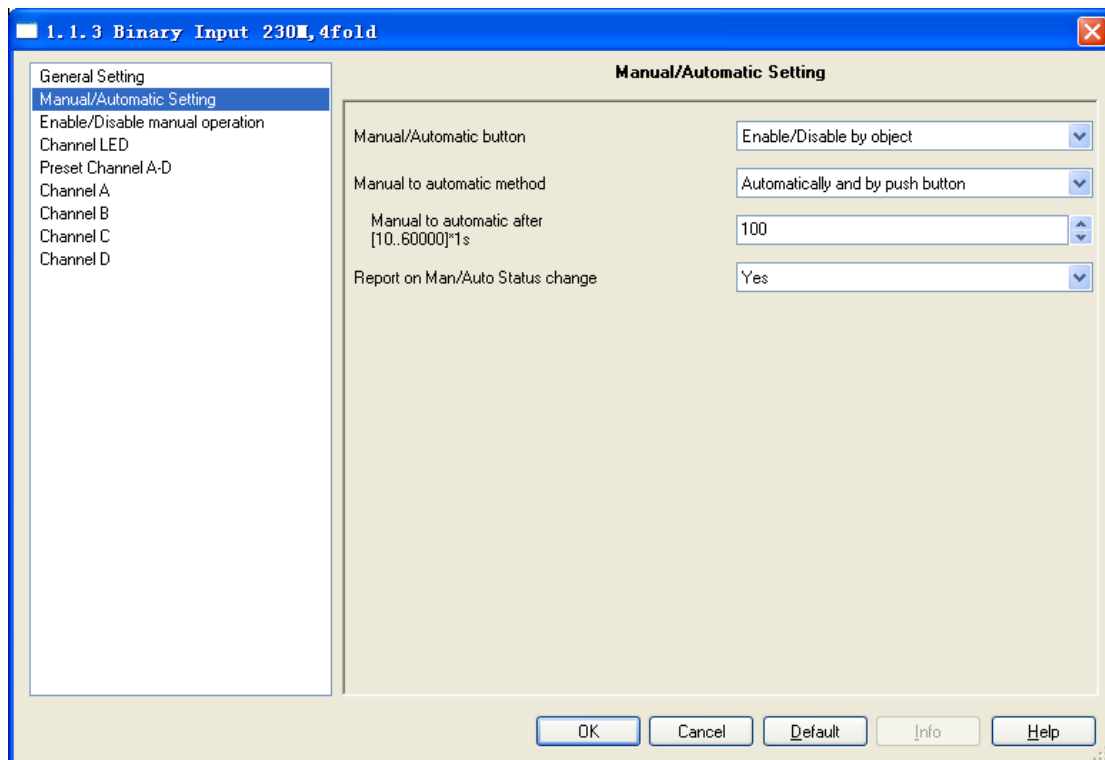 1.1.3 Binary Input 230M,4fold
General Setting
Manual/Automatic Setting
Enable/Disable manual operation
Channel LED
Preset Channel A-D
Channel A
Channel B
Channel C
Channel D
Manual/Automatic Setting
Manual/Automatic button
Enable/Disable by object
Manual to automatic method
Automatically and by push button
Manual to automatic after
[10..60000]*1s
100
Report on Man/Auto Status change
Yes
OK
Cancel
Default
Info
Help